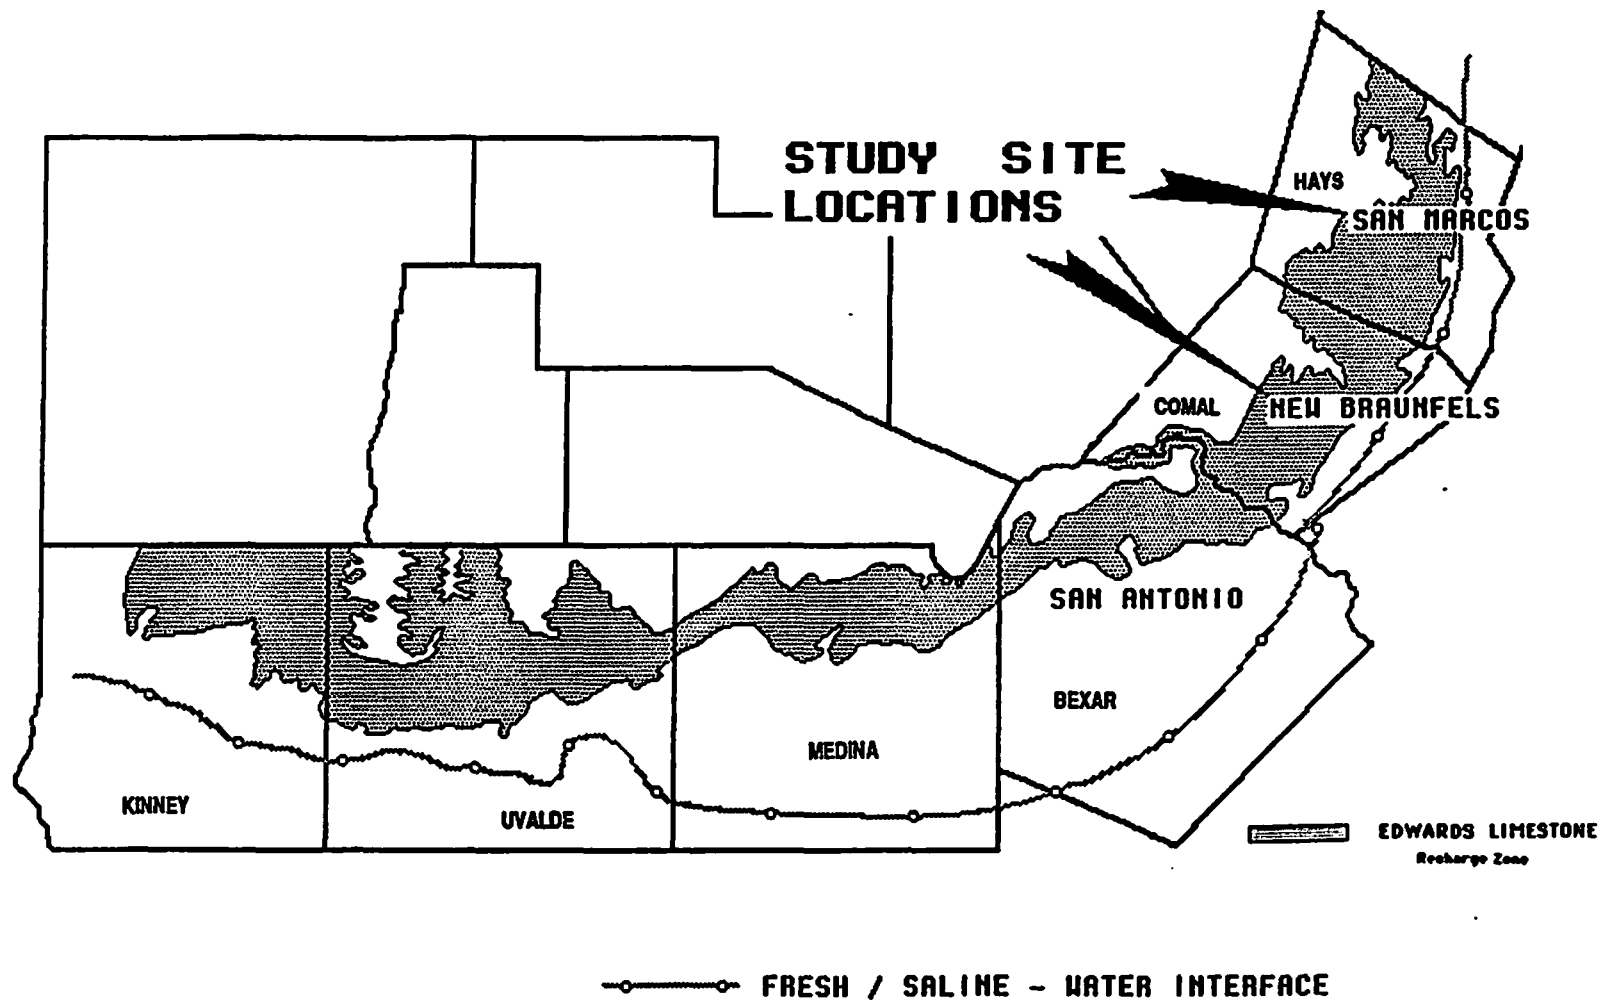 STUDY SITE
LOCATIONS
HAYS
SAN MARCOS
COMAL
NEW BRAUNFELS
SAN ANTONIO
BEXAR
MEDINA
KINNEY
UVALDE
EDWARDS LIMESTONE
Recharge Zone
FRESH / SALINE - WATER INTERFACE